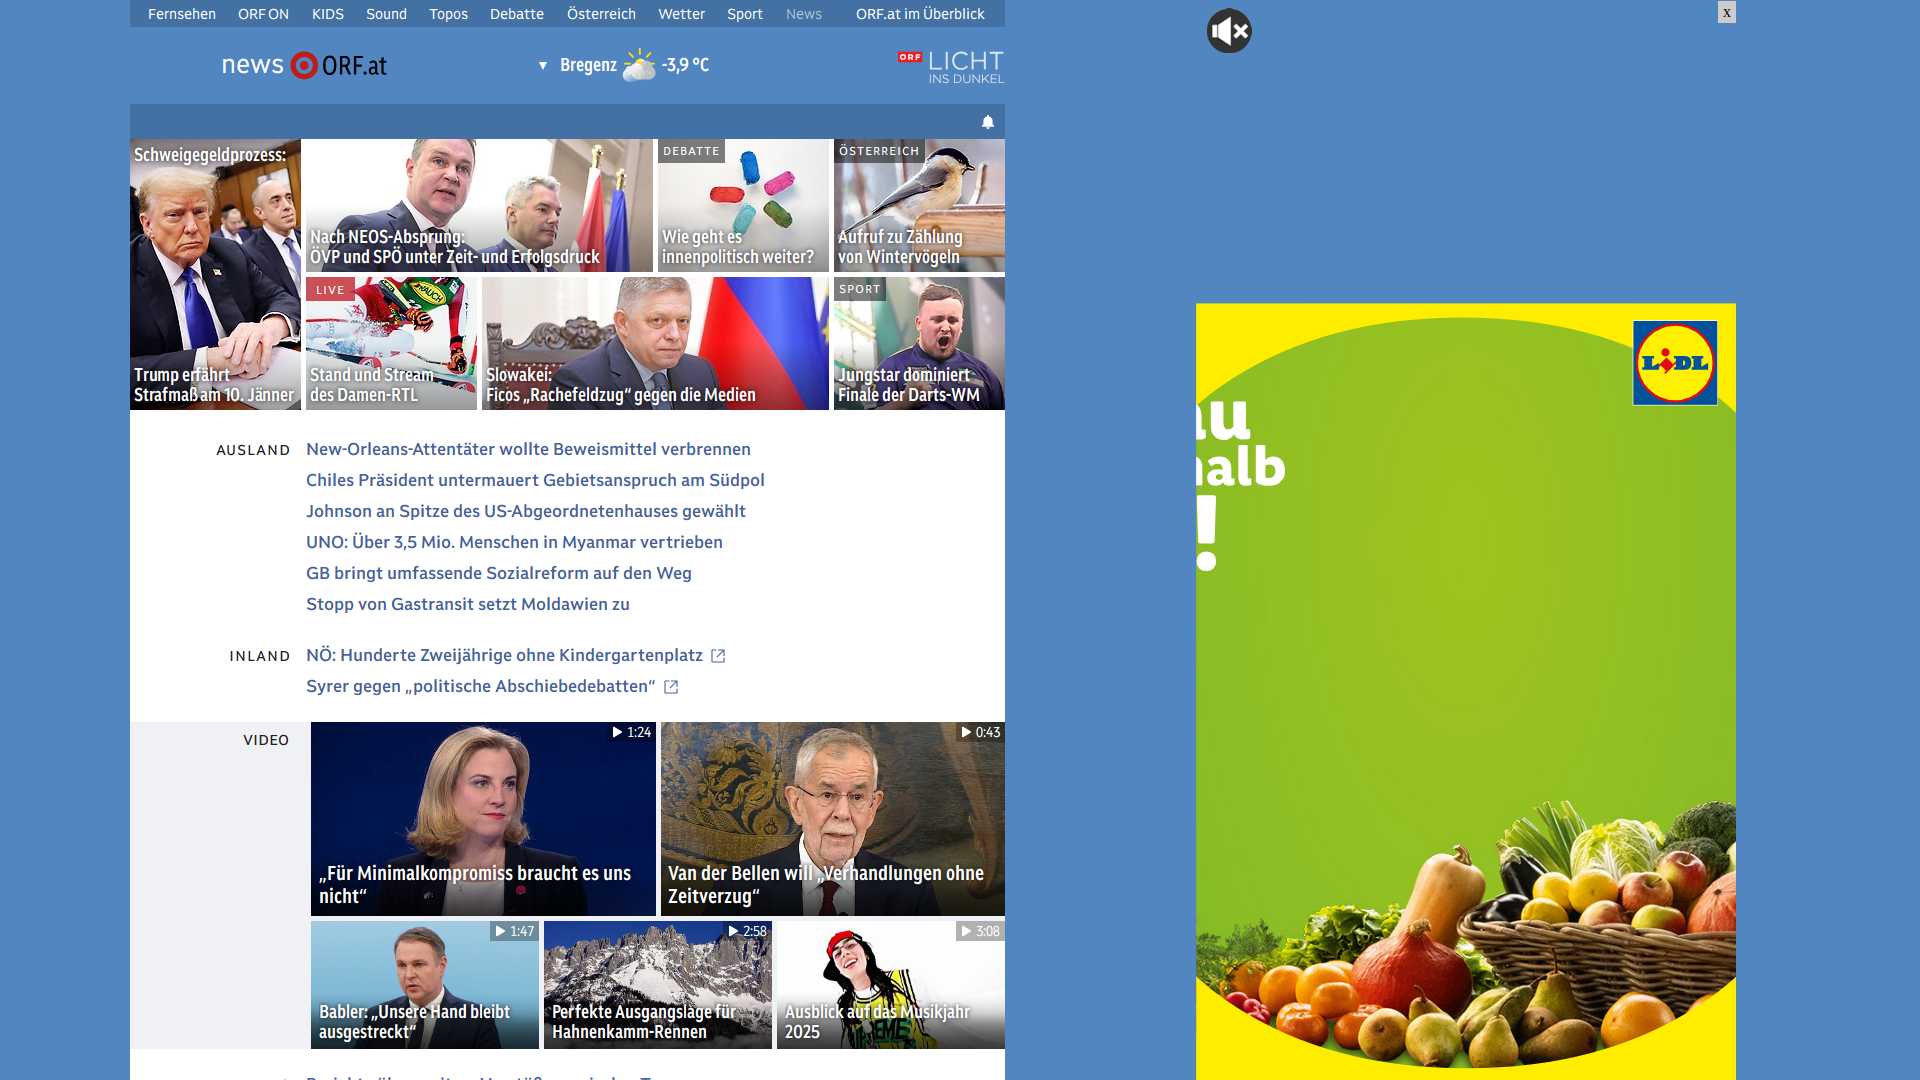 Fernsehen ORF ON KIDS Sound Topos Debatte Österreich Wetter Sport News ORF.at im Überblick
x
news ORF.at
▼ Bregenz -3,9 °C
ORF LICHT
INS DUNKEL
Schweigegeldprozess:
Trump erfährt
Strafmaß am 10. Jänner
Nach NEOS-Absprung:
ÖVP und SPÖ unter Zeit- und Erfolgsdruck
DEBATTE
Wie geht es
innenpolitisch weiter?
ÖSTERREICH
Aufruf zu Zählung
von Wintervögeln
LIVE
RAUCH
Stand und Stream
des Damen-RTL
Slowakei:
Ficos „Rachefeldzug“ gegen die Medien
SPORT
Jungstar dominiert
Finale der Darts-WM
AUSLAND
New-Orleans-Attentäter wollte Beweismittel verbrennen
Chiles Präsident untermauert Gebietsanspruch am Südpol
Johnson an Spitze des US-Abgeordnetenhauses gewählt
UNO: Über 3,5 Mio. Menschen in Myanmar vertrieben
GB bringt umfassende Sozialreform auf den Weg
Stopp von Gastransit setzt Moldawien zu
INLAND
NÖ: Hunderte Zweijährige ohne Kindergartenplatz
Syrer gegen „politische Abschiebedebatten“
VIDEO
1:24
„Für Minimalkompromiss braucht es uns
nicht“
0:43
Van der Bellen will „Verhandlungen ohne
Zeitverzug“
1:47
Babler: „Unsere Hand bleibt
ausgestreckt“
2:58
Perfekte Ausgangslage für
Hahnenkamm-Rennen
3:08
Ausblick auf das Musikjahr
2025
LIDL
au
halb
!